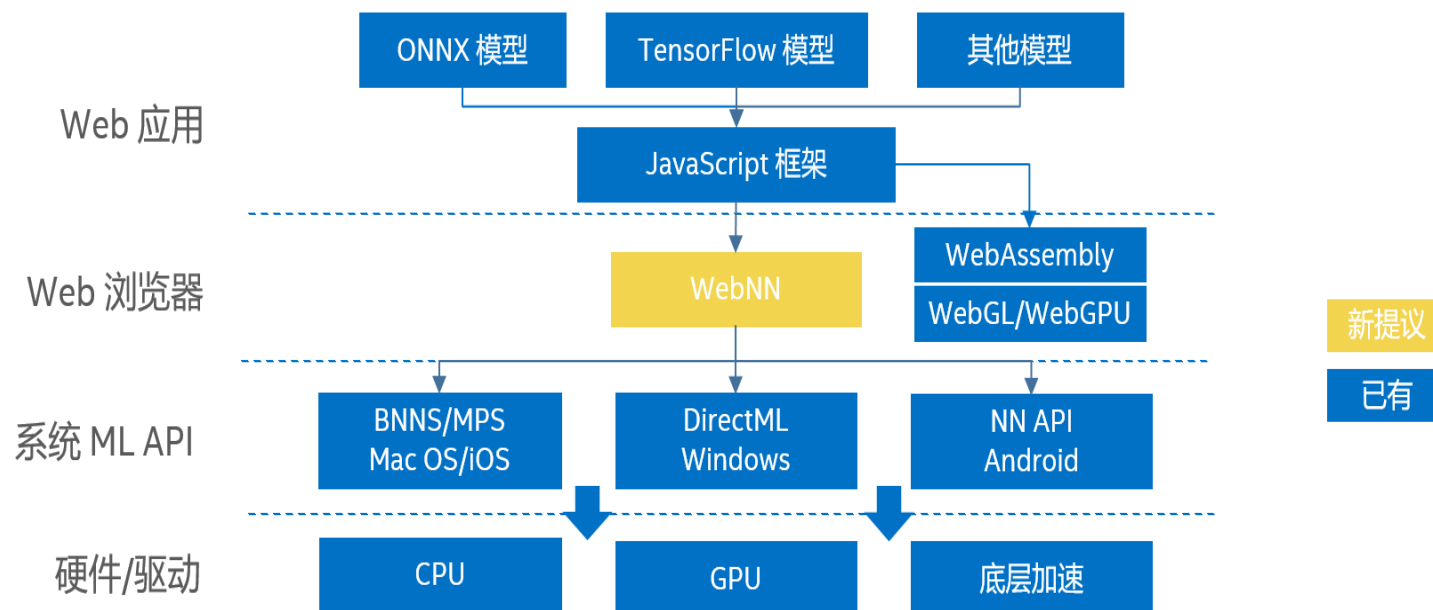 ONNX 模型
TensorFlow 模型
其他模型
Web 应用
JavaScript 框架
WebAssembly
Web 浏览器
WebNN
WebGL/WebGPU
新提议
已有
系统 ML API
BNNS/MPS
Mac OS/iOS
DirectML
Windows
NN API
Android
硬件/驱动
CPU
GPU
底层加速